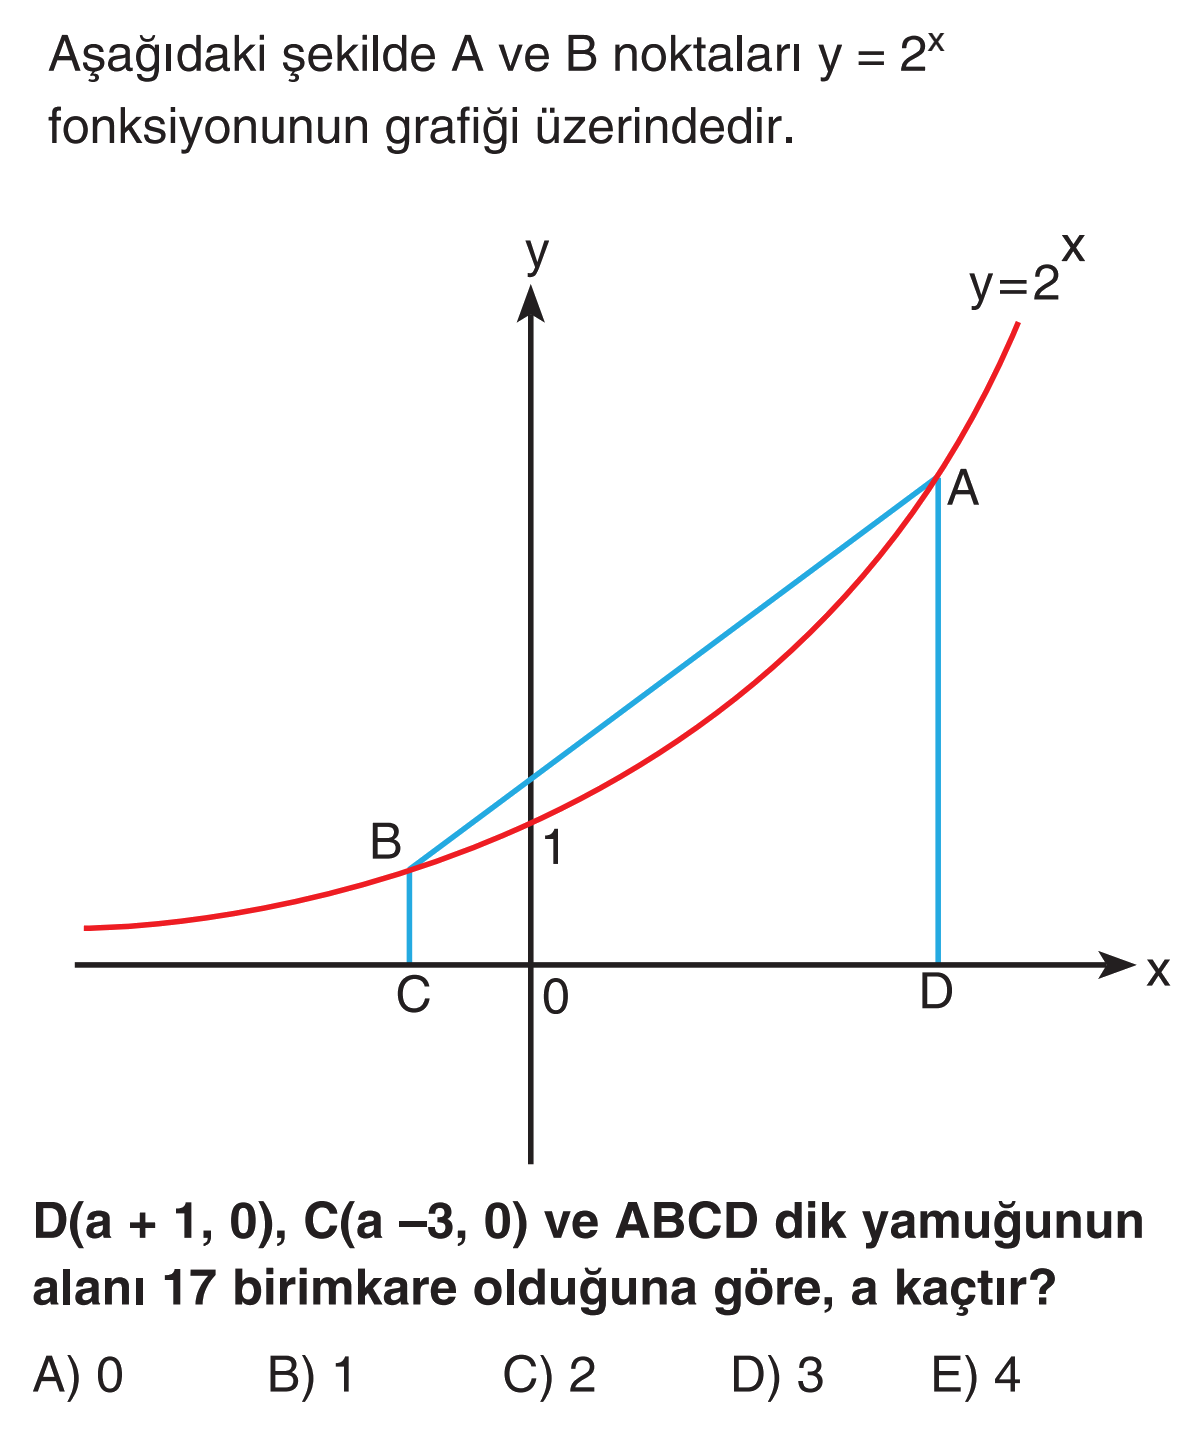 Aşağıdaki şekilde A ve B noktaları y = 2ˣ
fonksiyonunun grafiği üzerindedir.
y
y=2ˣ
A
B
1
C
0
D
x
D(a + 1, 0), C(a –3, 0) ve ABCD dik yamuğunun
alanı 17 birimkare olduğuna göre, a kaçtır?
A) 0 B) 1 C) 2 D) 3 E) 4